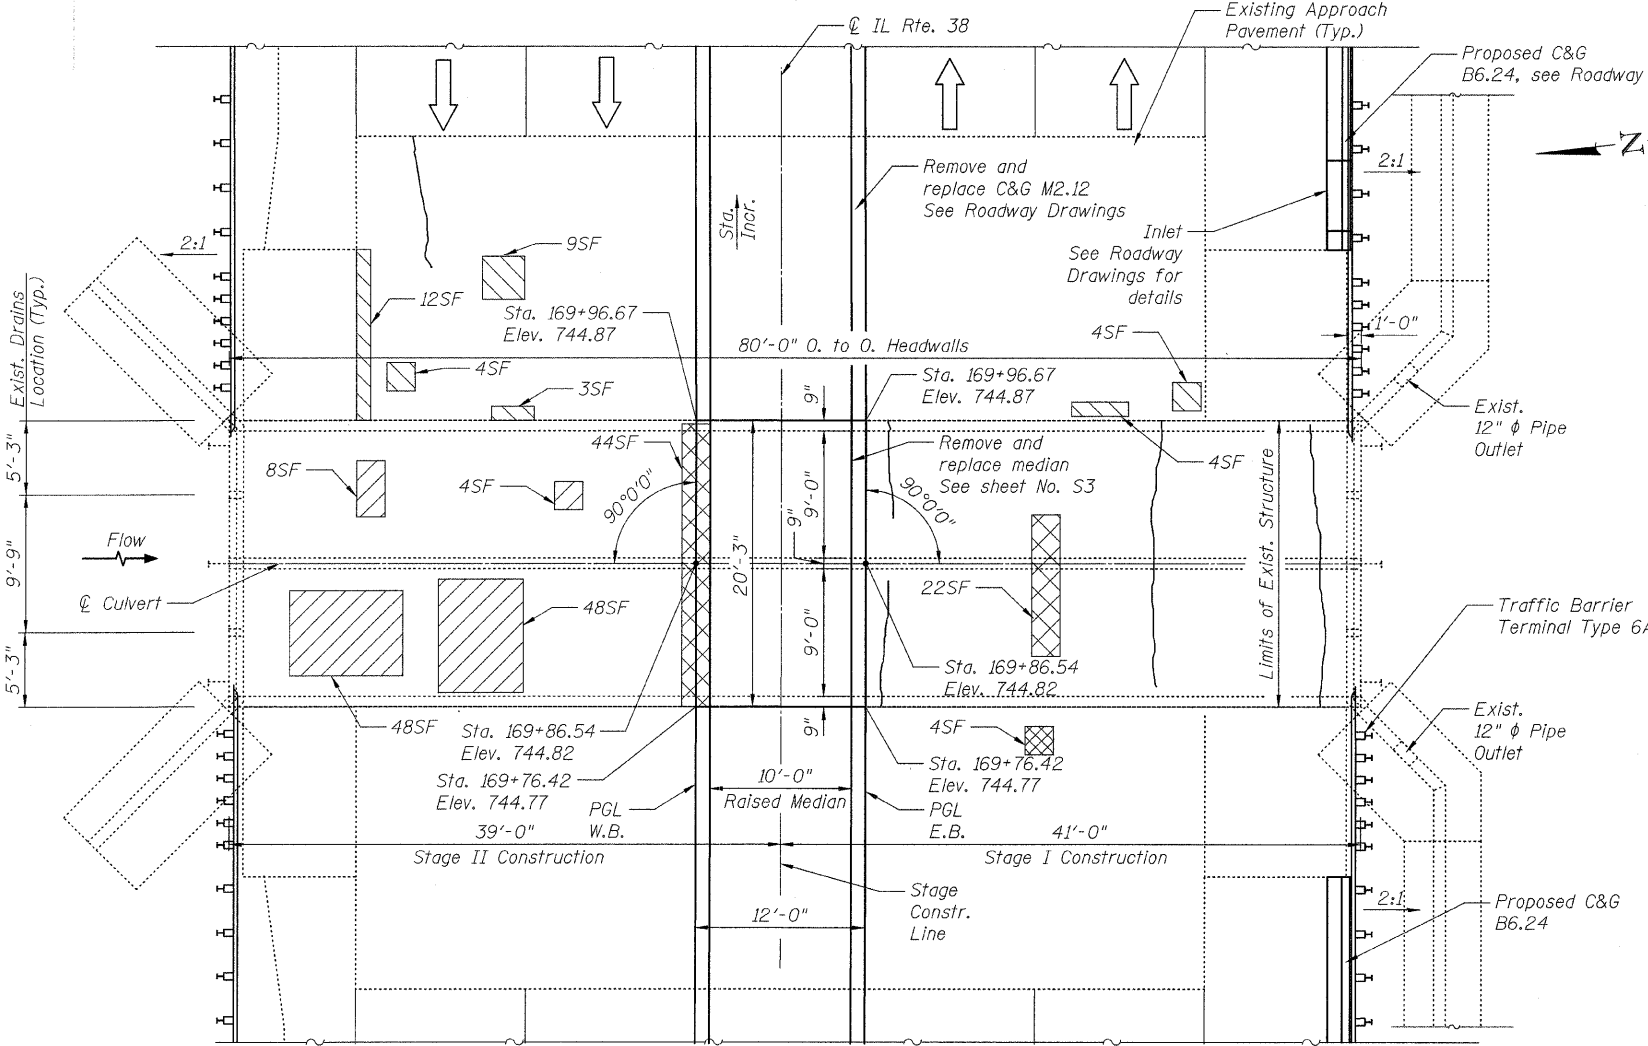 ℄ IL Rte. 38
Existing Approach
Pavement (Typ.)
Proposed C&G
B6.24, see Roadway
Z
2:1
Remove and
replace C&G M2.12
See Roadway Drawings
Sta.
Incr.
Inlet
See Roadway
Drawings for
details
2:1
9SF
12SF
Sta. 169+96.67
Elev. 744.87
Exist. Drains
Location (Typ.)
1'-0"
4SF
80'-0" O. to O. Headwalls
4SF
3SF
Sta. 169+96.67
Elev. 744.87
9"
Exist.
12" ϕ Pipe
Outlet
5'-3"
44SF
Remove and
replace median
See sheet No. S3
4SF
8SF
4SF
90°0'0"
90°0'0"
9'-0"
9"
Flow
9'-9"
20'-3"
Limits of Exist. Structure
℄ Culvert
48SF
22SF
Traffic Barrier
Terminal Type 6A
9'-0"
5'-3"
Sta. 169+86.54
Elev. 744.82
48SF
Sta. 169+86.54
Elev. 744.82
9"
4SF
Exist.
12" ϕ Pipe
Outlet
Sta. 169+76.42
Elev. 744.77
Sta. 169+76.42
Elev. 744.77
10'-0"
Raised Median
PGL
W.B.
PGL
E.B.
39'-0"
Stage II Construction
41'-0"
Stage I Construction
Stage
Constr.
Line
12'-0"
2:1
Proposed C&G
B6.24